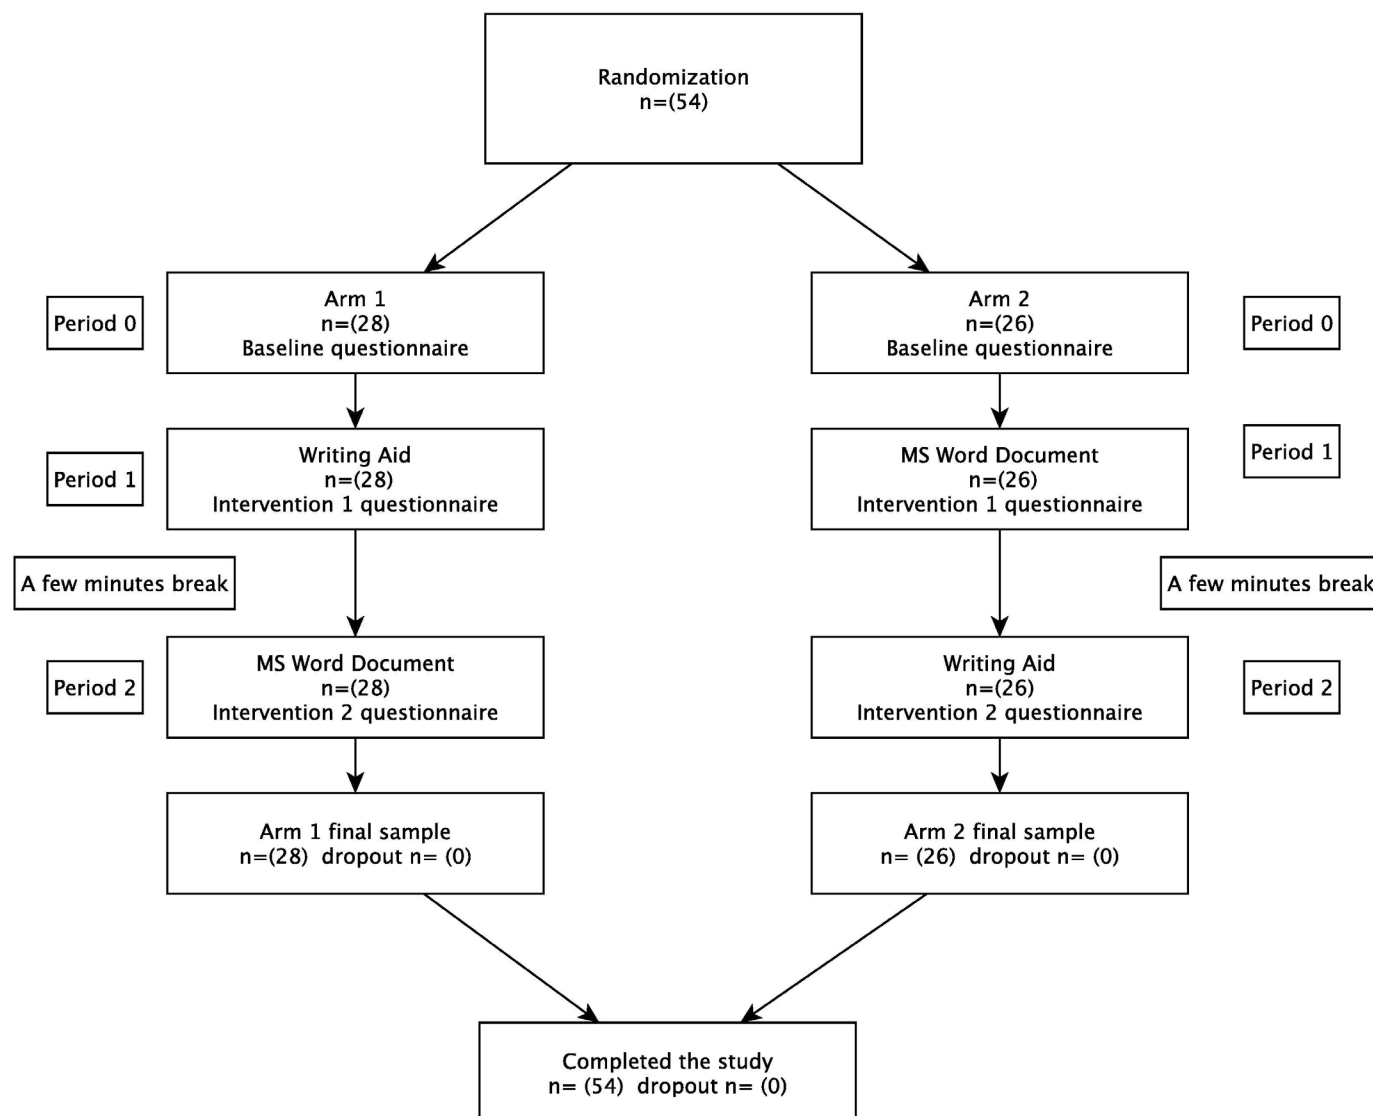 Randomization
n=(54)
Period 0
Arm 1
n=(28)
Baseline questionnaire
Arm 2
n=(26)
Baseline questionnaire
Period 0
Period 1
Writing Aid
n=(28)
Intervention 1 questionnaire
MS Word Document
n=(26)
Intervention 1 questionnaire
Period 1
A few minutes break
A few minutes break
Period 2
MS Word Document
n=(28)
Intervention 2 questionnaire
Writing Aid
n=(26)
Intervention 2 questionnaire
Period 2
Arm 1 final sample
n=(28)  dropout n= (0)
Arm 2 final sample
n= (26)  dropout n= (0)
Completed the study
n= (54)  dropout n= (0)